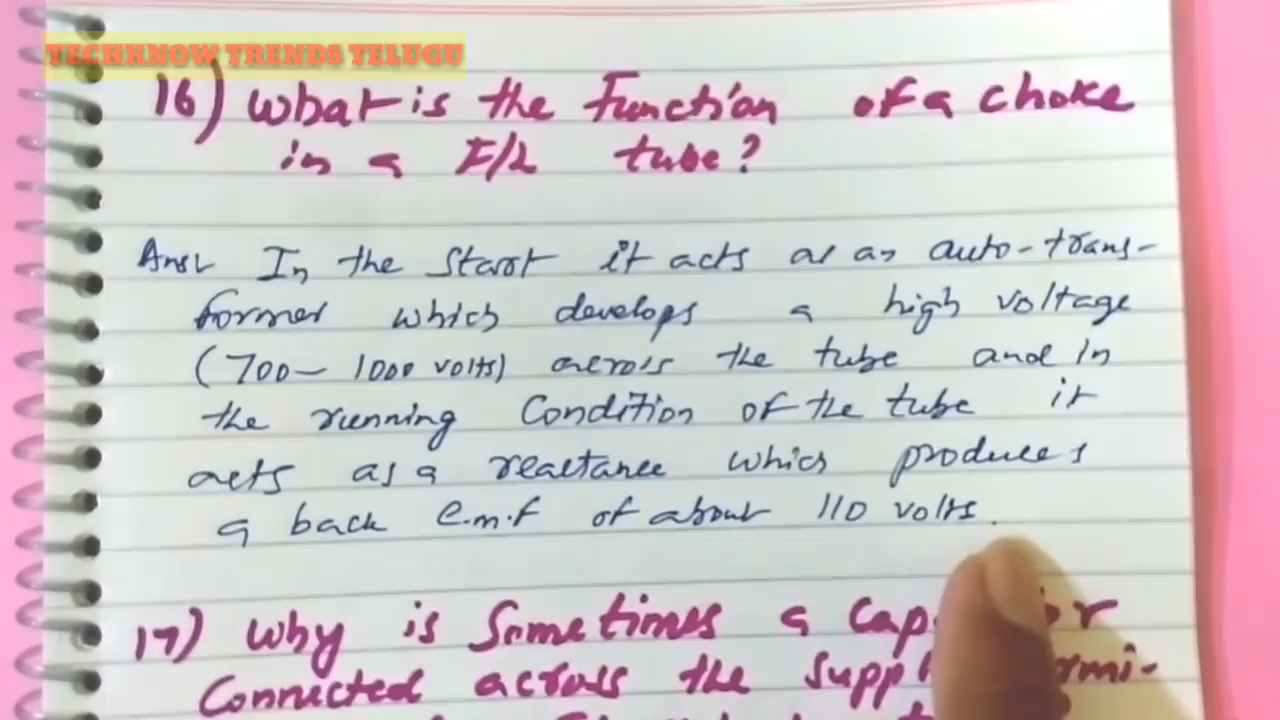 TECHKNOW TRENDS TELUGU
16) What is the Function of a choke
in a F/L tube?
Ans: In the Start it acts as an auto-trans-
former which develops a high voltage
(700- 1000 volts) across the tube and in
the running Condition of the tube it
acts as a reactance which produces
a back e.m.f of about 110 volts.
17) Why is Sometimes a
Connected across the